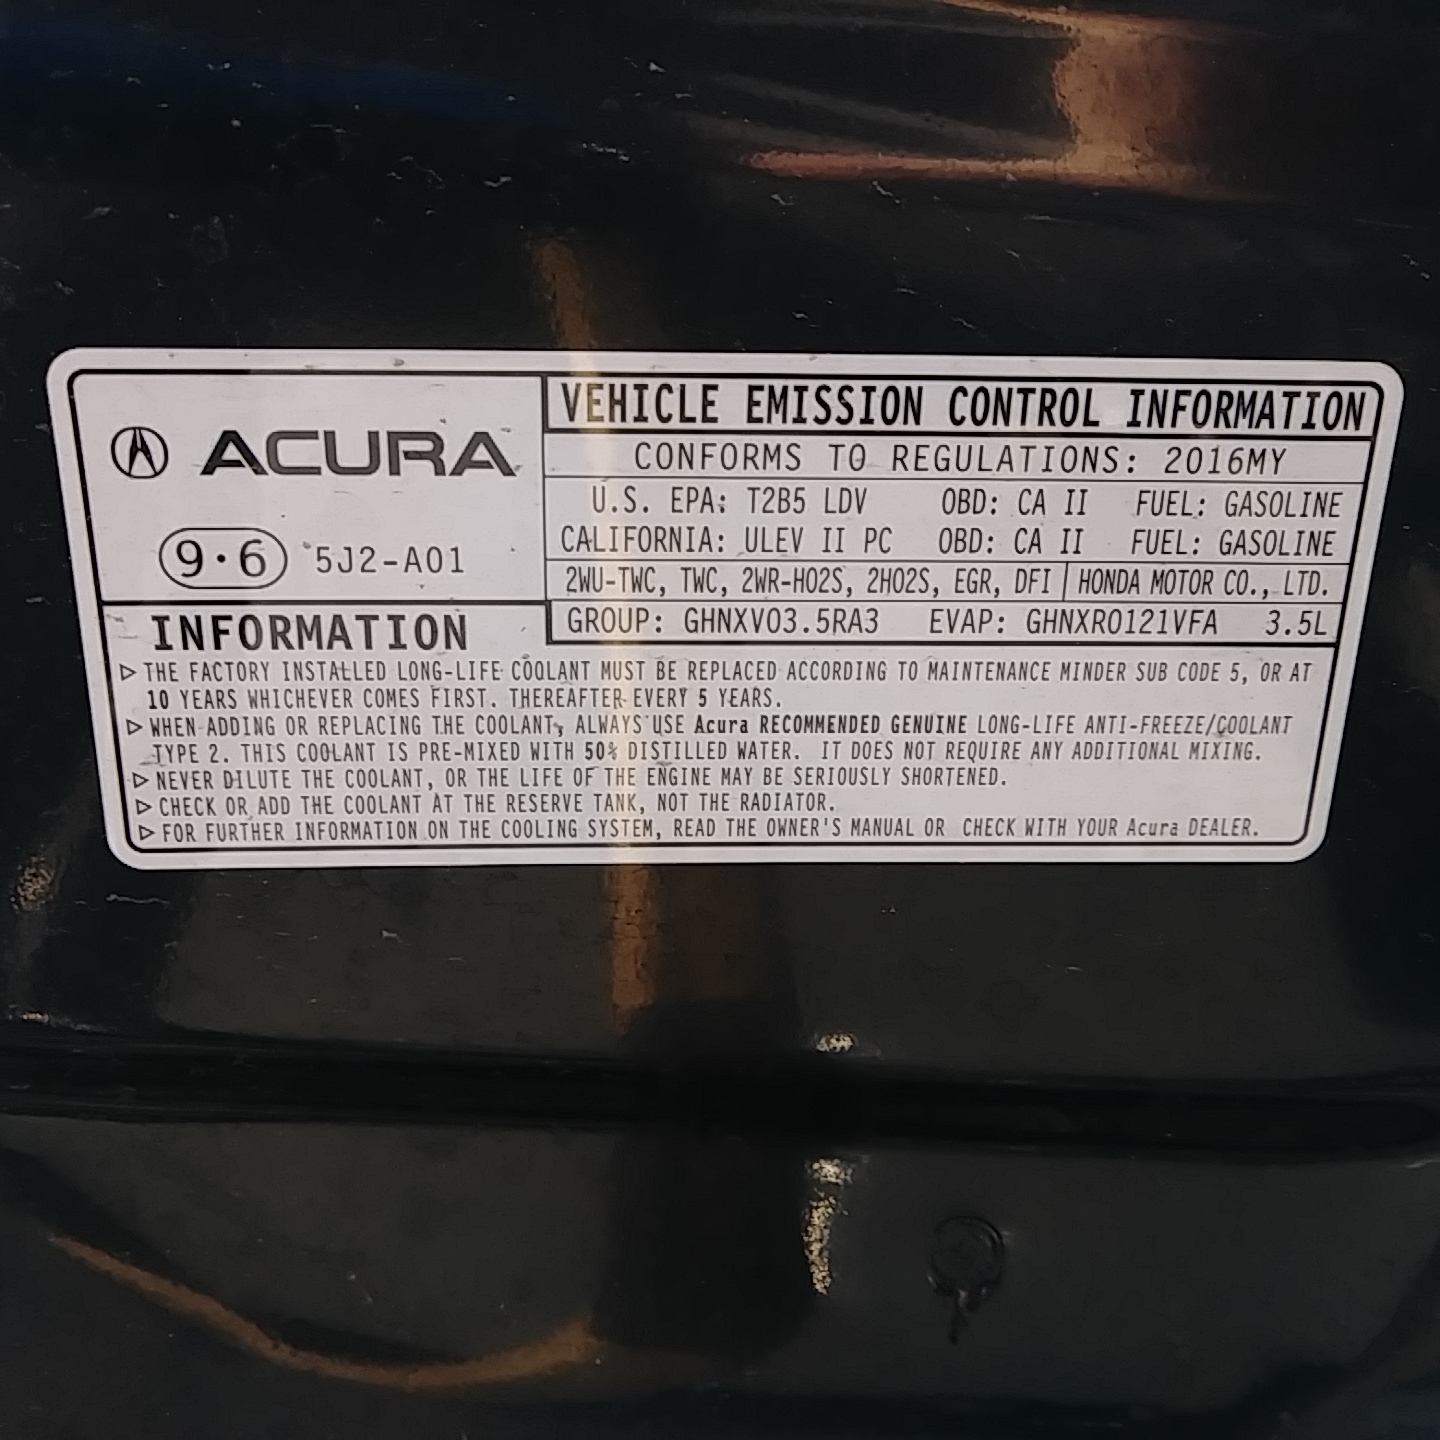 ACURA
9·6 5J2-A01
VEHICLE EMISSION CONTROL INFORMATION
CONFORMS TO REGULATIONS: 2016MY
U.S. EPA: T2B5 LDV OBD: CA II FUEL: GASOLINE
CALIFORNIA: ULEV II PC OBD: CA II FUEL: GASOLINE
2WU-TWC, TWC, 2WR-HO2S, 2HO2S, EGR, DFI HONDA MOTOR CO., LTD.
GROUP: GHNXV03.5RA3 EVAP: GHNXR0121VFA 3.5L
INFORMATION
▷ THE FACTORY INSTALLED LONG-LIFE COOLANT MUST BE REPLACED ACCORDING TO MAINTENANCE MINDER SUB CODE 5, OR AT
10 YEARS WHICHEVER COMES FIRST. THEREAFTER EVERY 5 YEARS.
▷ WHEN ADDING OR REPLACING THE COOLANT, ALWAYS USE Acura RECOMMENDED GENUINE LONG-LIFE ANTI-FREEZE/COOLANT
TYPE 2. THIS COOLANT IS PRE-MIXED WITH 50% DISTILLED WATER. IT DOES NOT REQUIRE ANY ADDITIONAL MIXING.
▷ NEVER DILUTE THE COOLANT, OR THE LIFE OF THE ENGINE MAY BE SERIOUSLY SHORTENED.
▷ CHECK OR ADD THE COOLANT AT THE RESERVE TANK, NOT THE RADIATOR.
▷ FOR FURTHER INFORMATION ON THE COOLING SYSTEM, READ THE OWNER'S MANUAL OR CHECK WITH YOUR Acura DEALER.